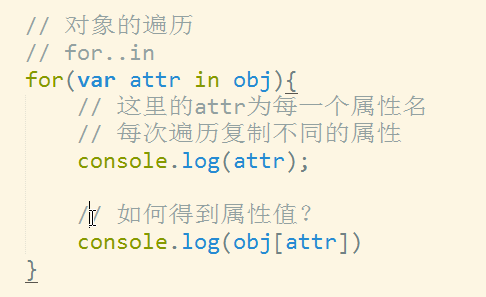 // 对象的遍历
// for..in
for(var attr in obj){
// 这里的attr为每一个属性名
// 每次遍历复制不同的属性
console.log(attr);
// 如何得到属性值?
console.log(obj[attr])
}